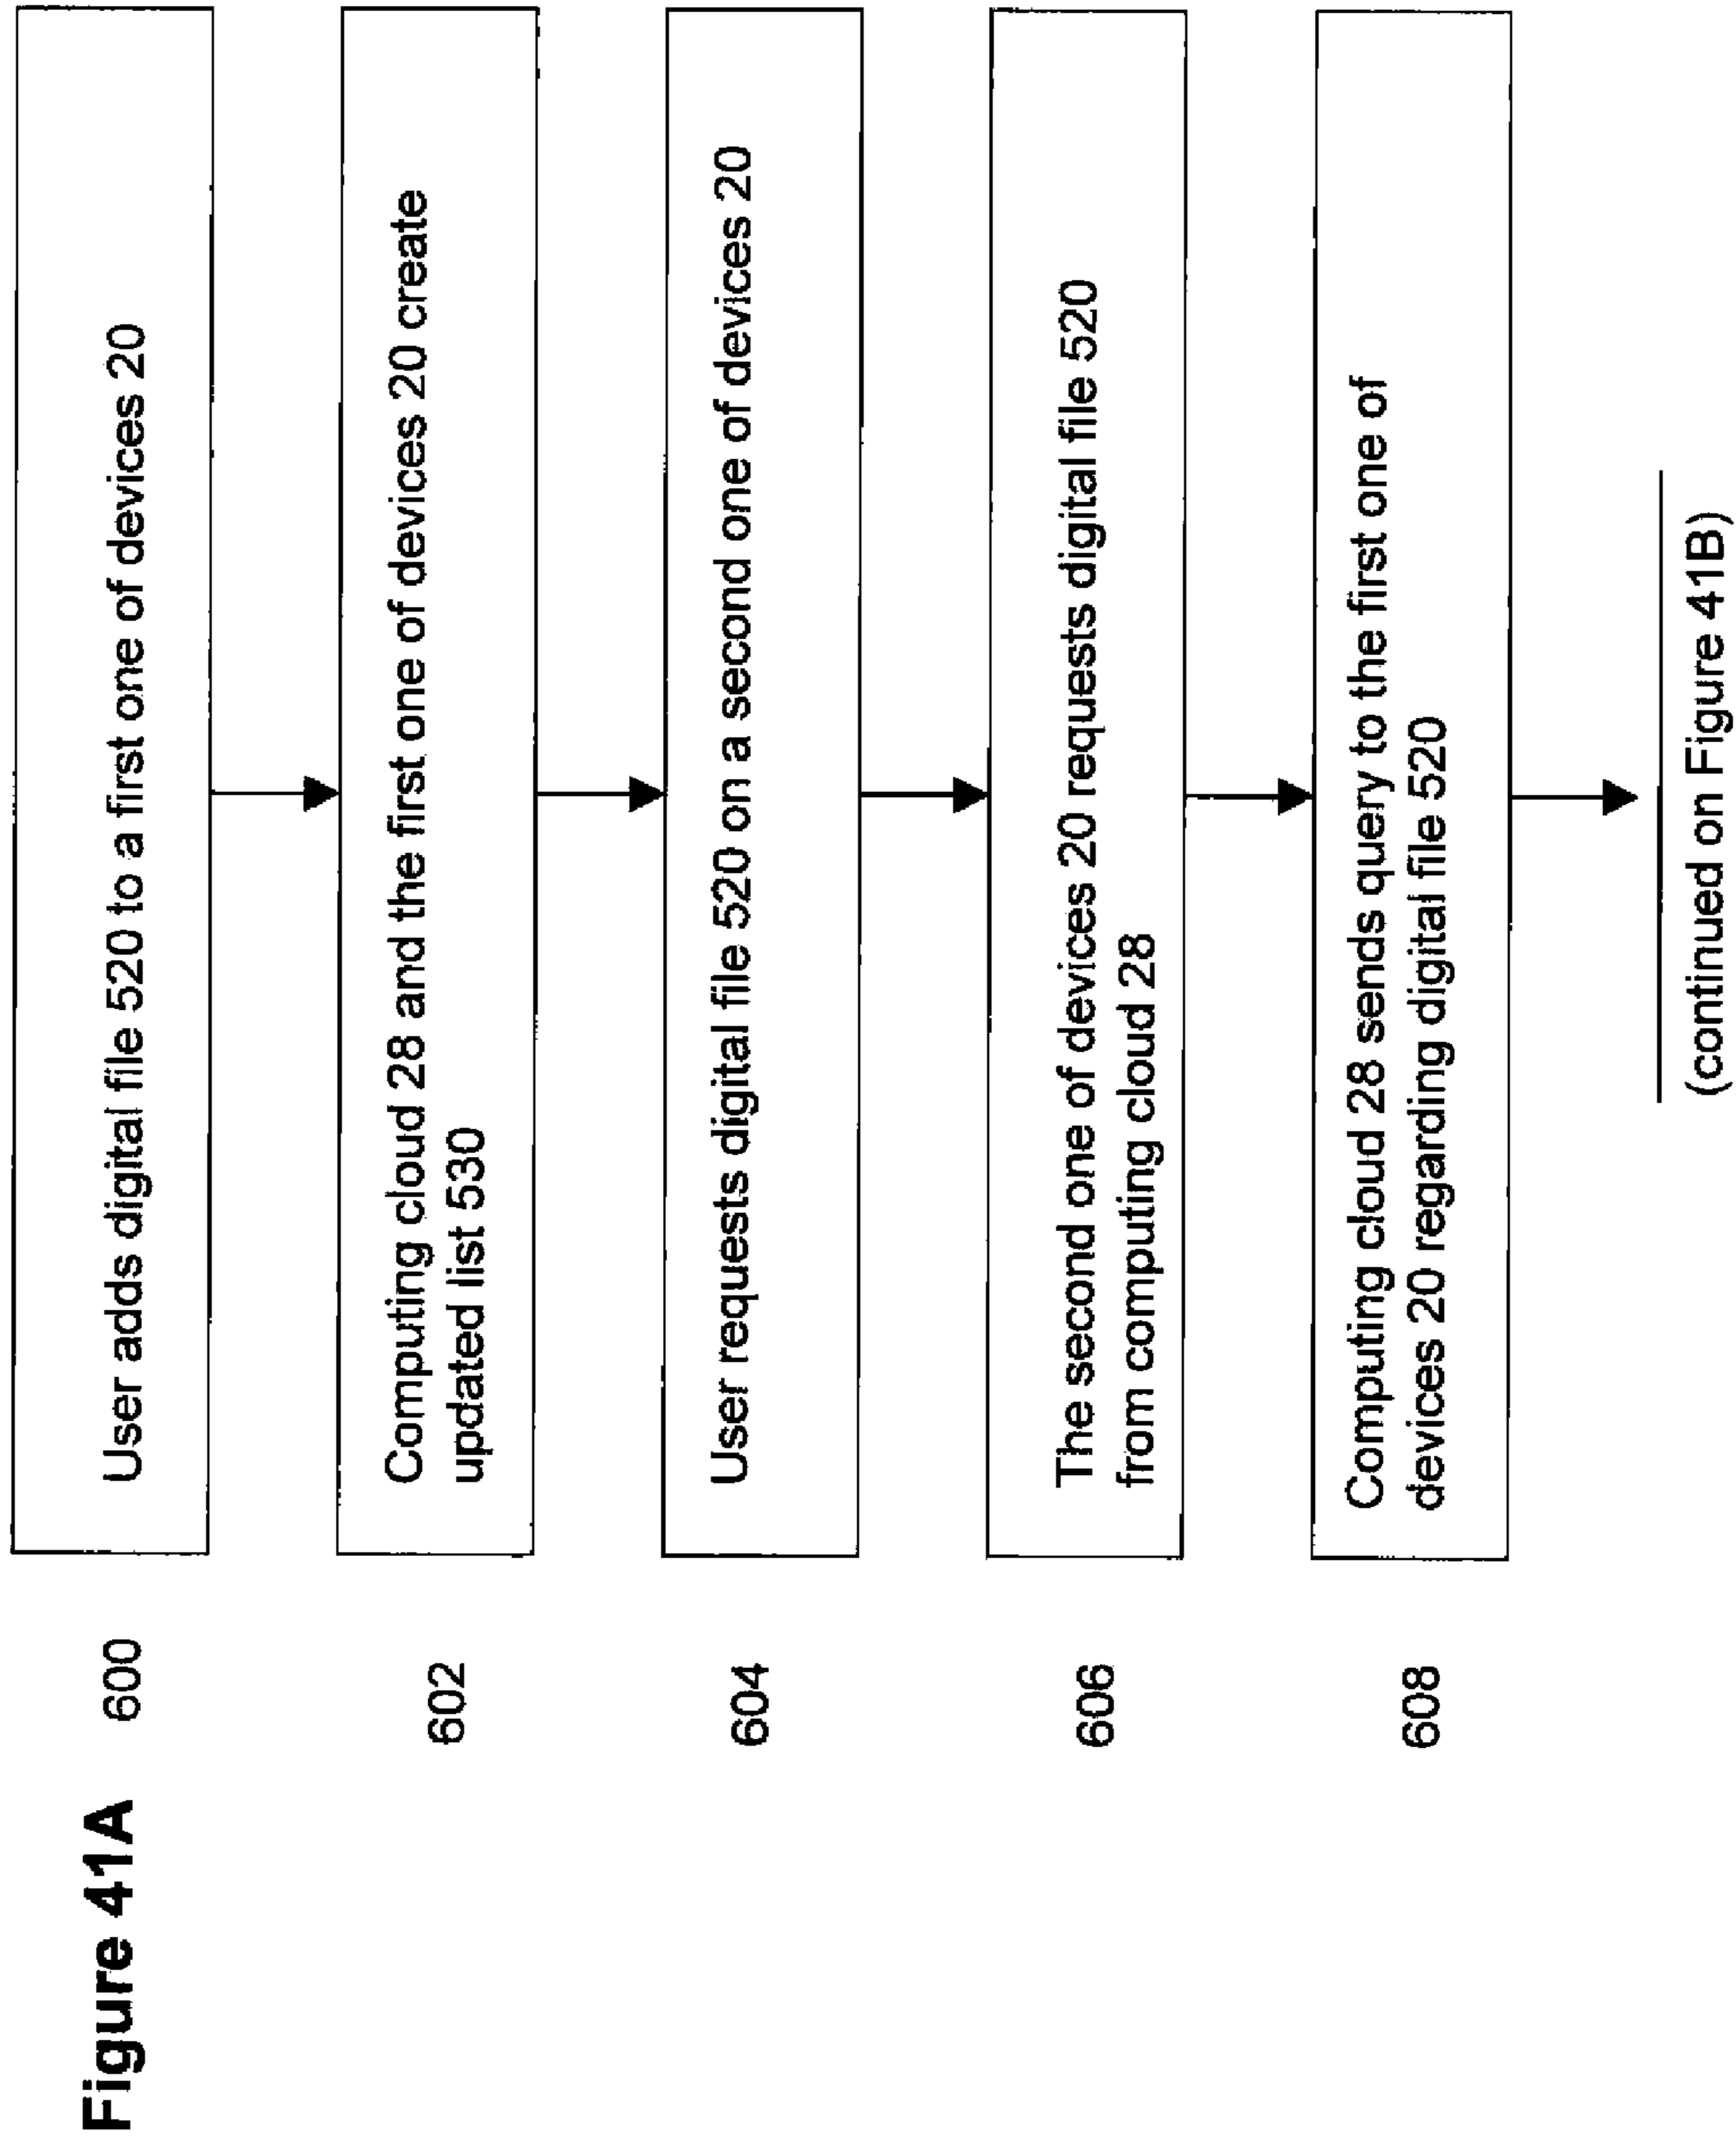 Figure 41A
600
User adds digital file 520 to a first one of devices 20
602
Computing cloud 28 and the first one of devices 20 create
updated list 530
604
User requests digital file 520 on a second one of devices 20
606
The second one of devices 20 requests digital file 520
from computing cloud 28
608
Computing cloud 28 sends query to the first one of
devices 20 regarding digital file 520
(continued on Figure 41B)